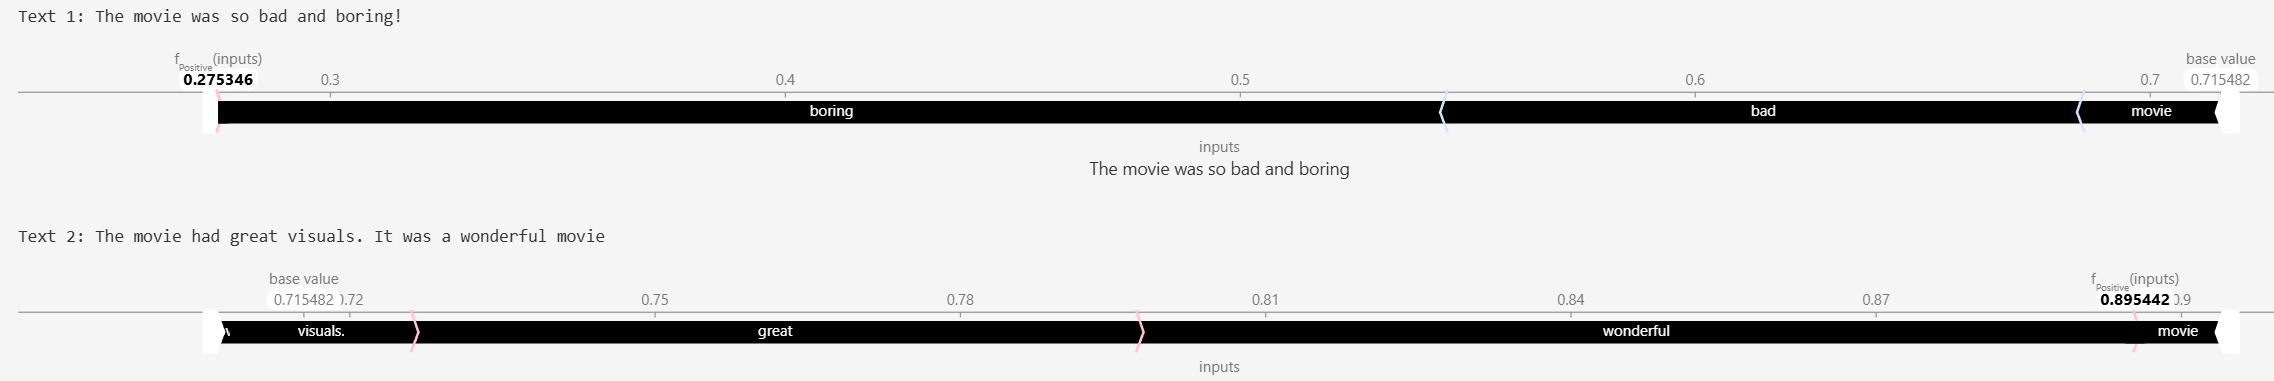 Text 1: The movie was so bad and boring!
fPositive(inputs) base value
0.275346 0.3 0.4 0.5 0.6 0.7 0.715482
boring bad movie
inputs
The movie was so bad and boring
Text 2: The movie had great visuals. It was a wonderful movie
base value fPositive(inputs)
0.715482 0.75 0.78 0.81 0.84 0.87 0.895442
visuals. great wonderful movie
inputs